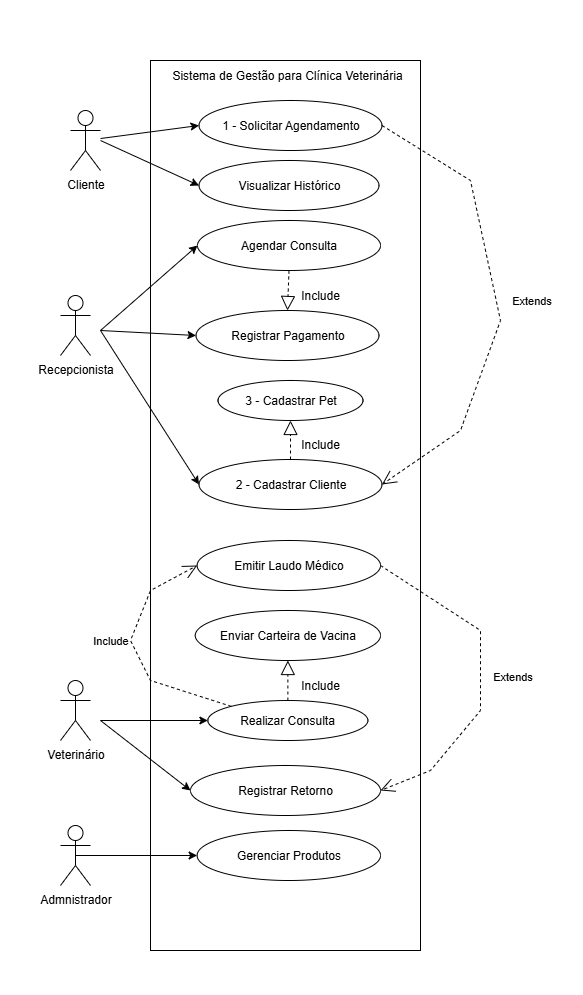 Sistema de Gestão para Clínica Veterinária
1 - Solicitar Agendamento
Cliente
Visualizar Histórico
Agendar Consulta
Include
Extends
Registrar Pagamento
Recepcionista
3 - Cadastrar Pet
Include
2 - Cadastrar Cliente
Emitir Laudo Médico
Enviar Carteira de Vacina
Include
Extends
Include
Realizar Consulta
Veterinário
Registrar Retorno
Gerenciar Produtos
Admnistrador